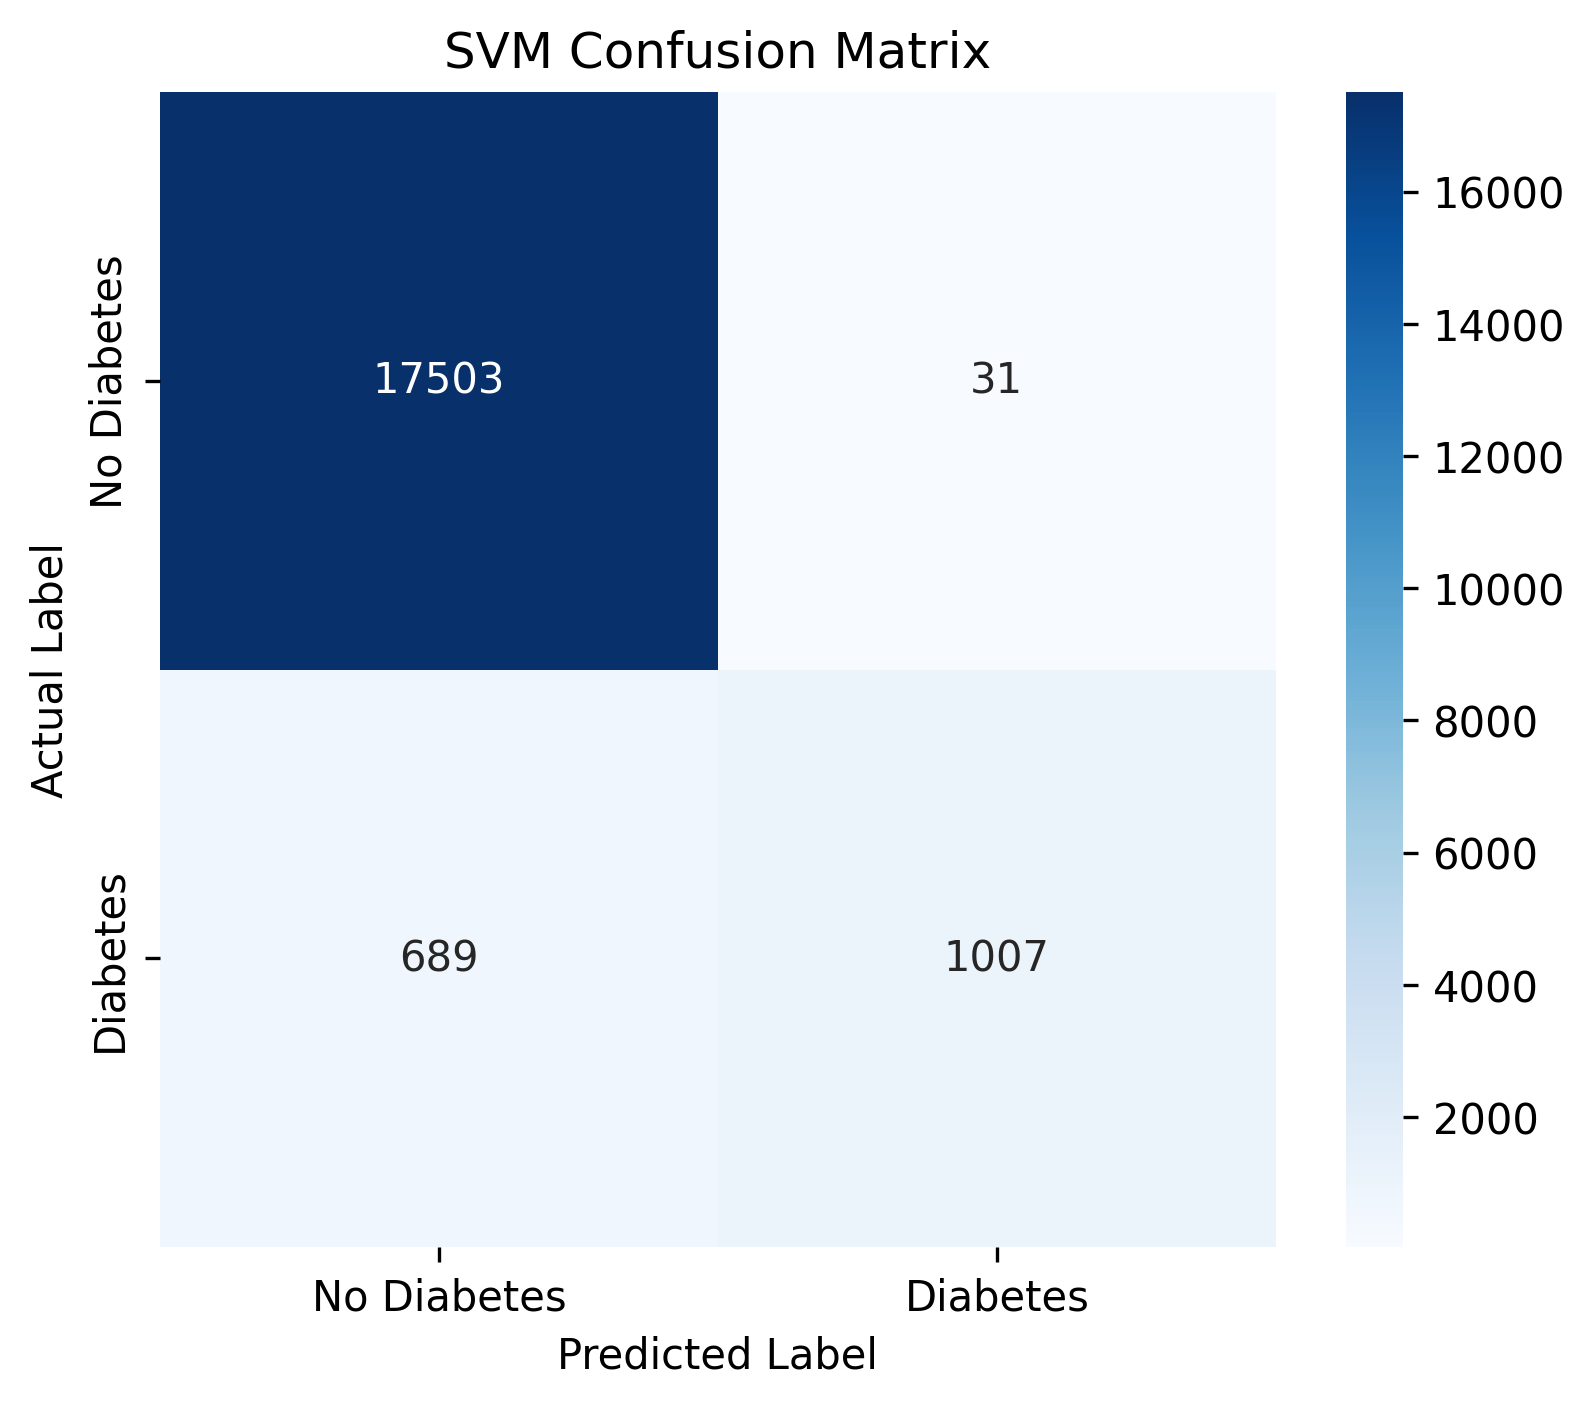 SVM Confusion Matrix
Actual Label
No Diabetes
Diabetes
17503
31
689
1007
No Diabetes
Diabetes
Predicted Label
16000
14000
12000
10000
8000
6000
4000
2000